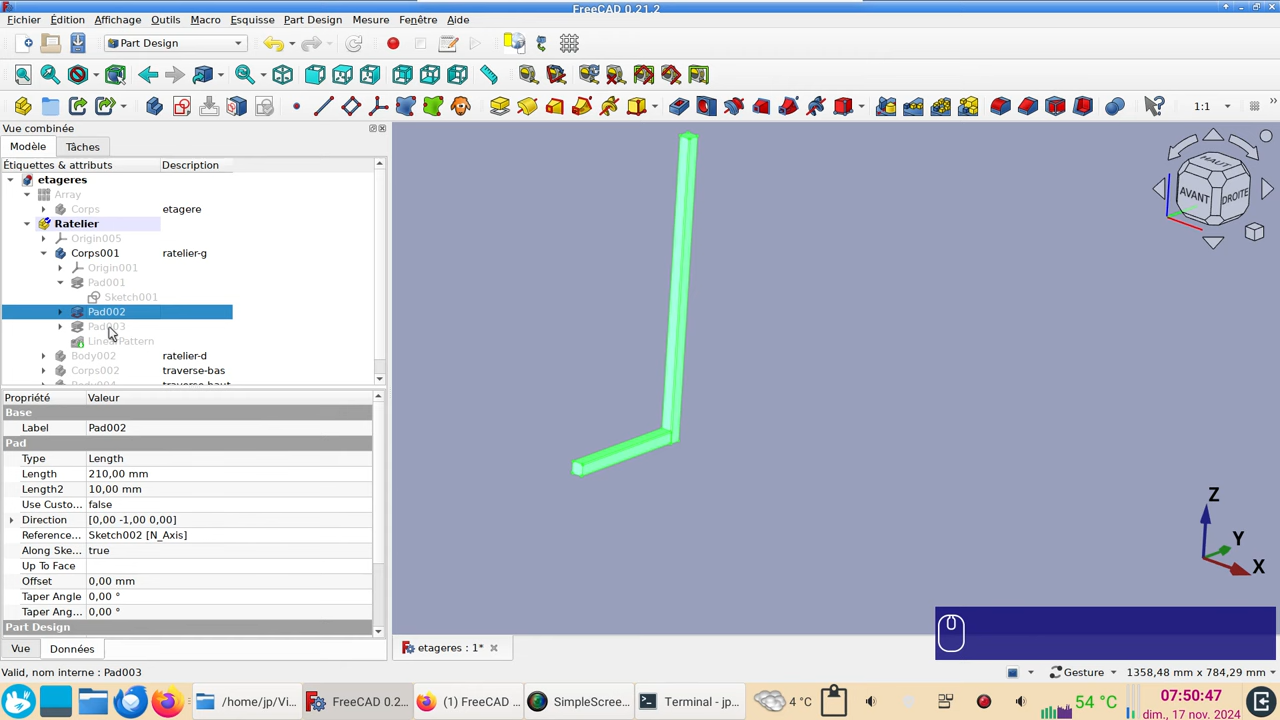 FreeCAD 0.21.2
Fichier Édition Affichage Outils Macro Esquisse Part Design Mesure Fenêtre Aide
Part Design
1:1
Vue combinée
Modèle Tâches
Étiquettes & attributs Description
etageres
Array
Corps etagere
Ratelier
Origin005
Corps001 ratelier-g
Origin001
Pad001
Sketch001
Pad002
Pad003
LinearPattern
Body002 ratelier-d
Corps002 traverse-bas
Body004 traverse-haut
Propriété Valeur
Base
Label Pad002
Pad
Type Length
Length 210,00 mm
Length2 10,00 mm
Use Custo... false
Direction [0,00 -1,00 0,00]
Reference... Sketch002 [N_Axis]
Along Ske... true
Up To Face
Offset 0,00 mm
Taper Angle 0,00 °
Taper Ang... 0,00 °
Part Design
Vue Données
HAUT
AVANT
DROITE
Z
Y
X
etageres : 1*
Valid, nom interne : Pad003
Gesture 1358,48 mm x 784,29 mm
/home/jp/Vi...
FreeCAD 0.2...
(1) FreeCAD ...
SimpleScree...
Terminal - jp...
4 °C
54 °C
07:50:47
dim., 17 nov. 2024